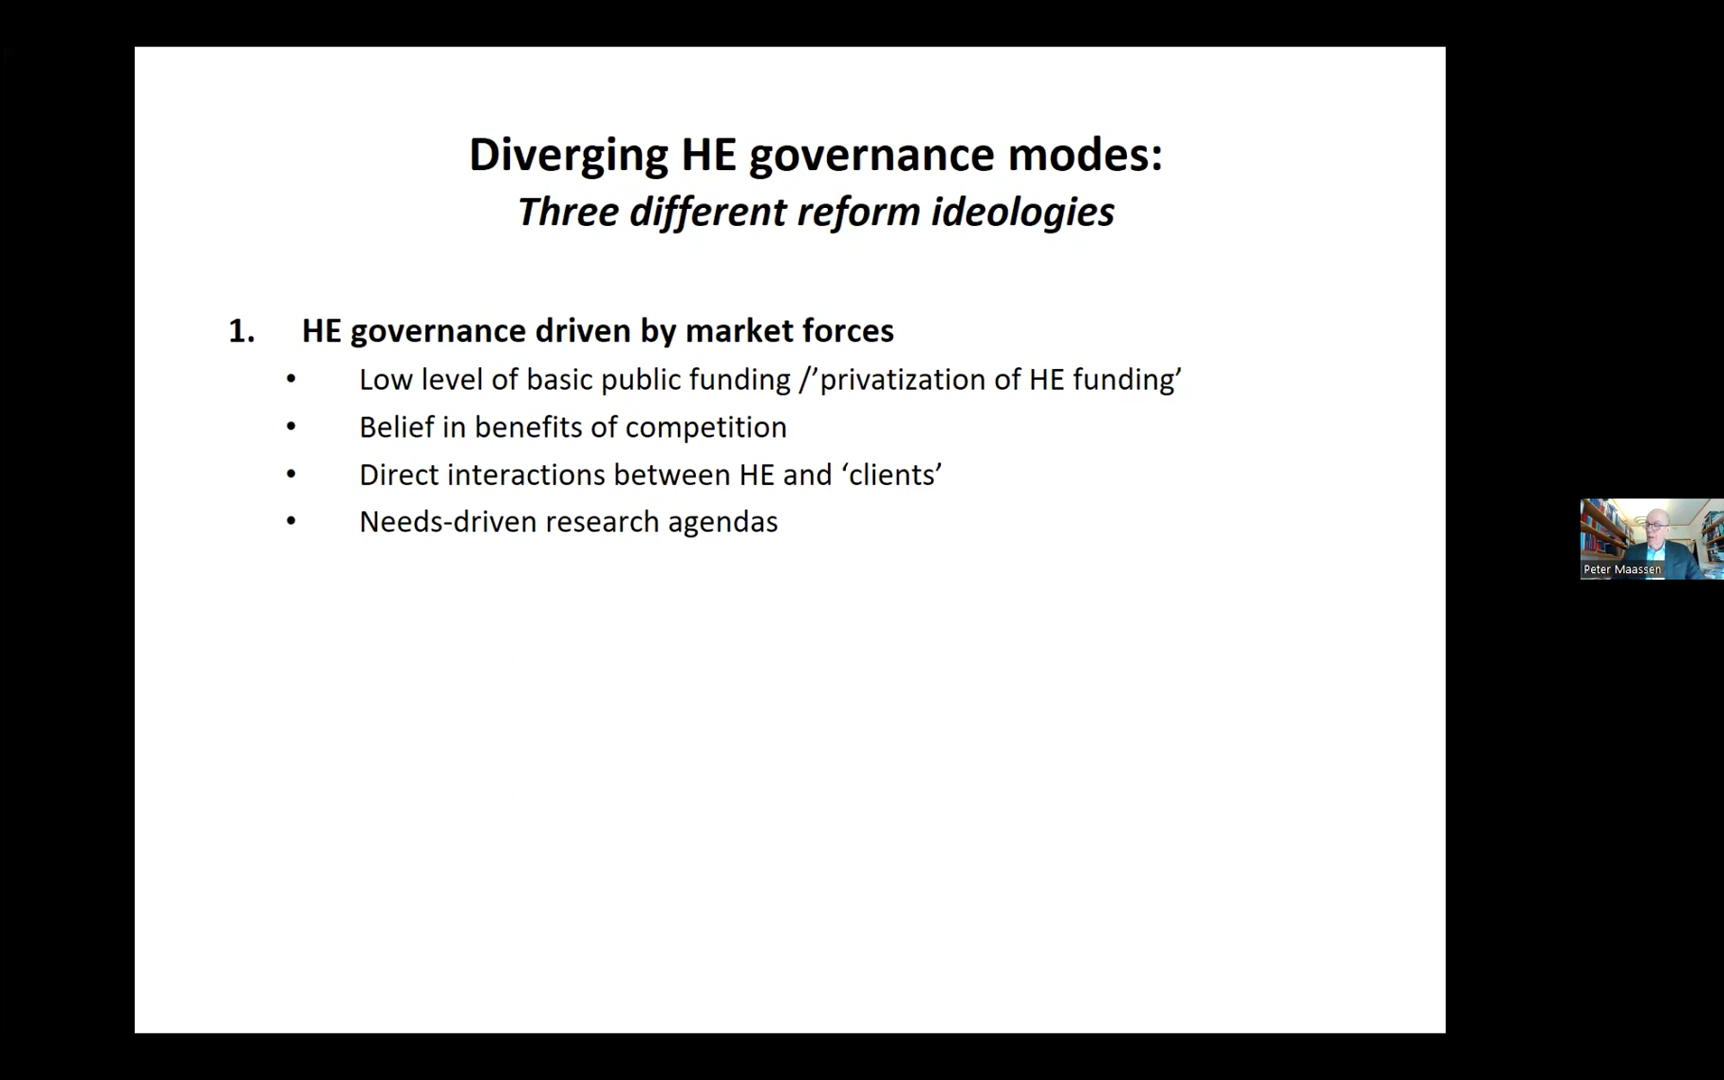 Diverging HE governance modes:
Three different reform ideologies
1. HE governance driven by market forces
• Low level of basic public funding /’privatization of HE funding’
• Belief in benefits of competition
• Direct interactions between HE and ‘clients’
• Needs-driven research agendas
Peter Maassen